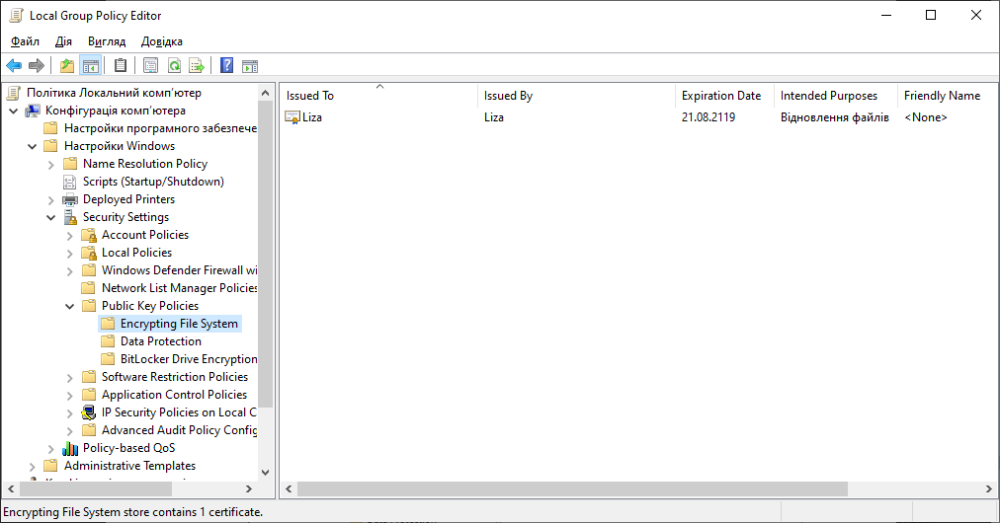 Local Group Policy Editor
Файл Дія Вигляд Довідка
Політика Локальний комп'ютер
Конфігурація комп'ютера
Настройки програмного забезпече
Настройки Windows
Name Resolution Policy
Scripts (Startup/Shutdown)
Deployed Printers
Security Settings
Account Policies
Local Policies
Windows Defender Firewall wi
Network List Manager Policies
Public Key Policies
Encrypting File System
Data Protection
BitLocker Drive Encryption
Software Restriction Policies
Application Control Policies
IP Security Policies on Local C
Advanced Audit Policy Config
Policy-based QoS
Administrative Templates
Issued To Issued By Expiration Date Intended Purposes Friendly Name
Liza Liza 21.08.2119 Відновлення файлів <None>
Encrypting File System store contains 1 certificate.